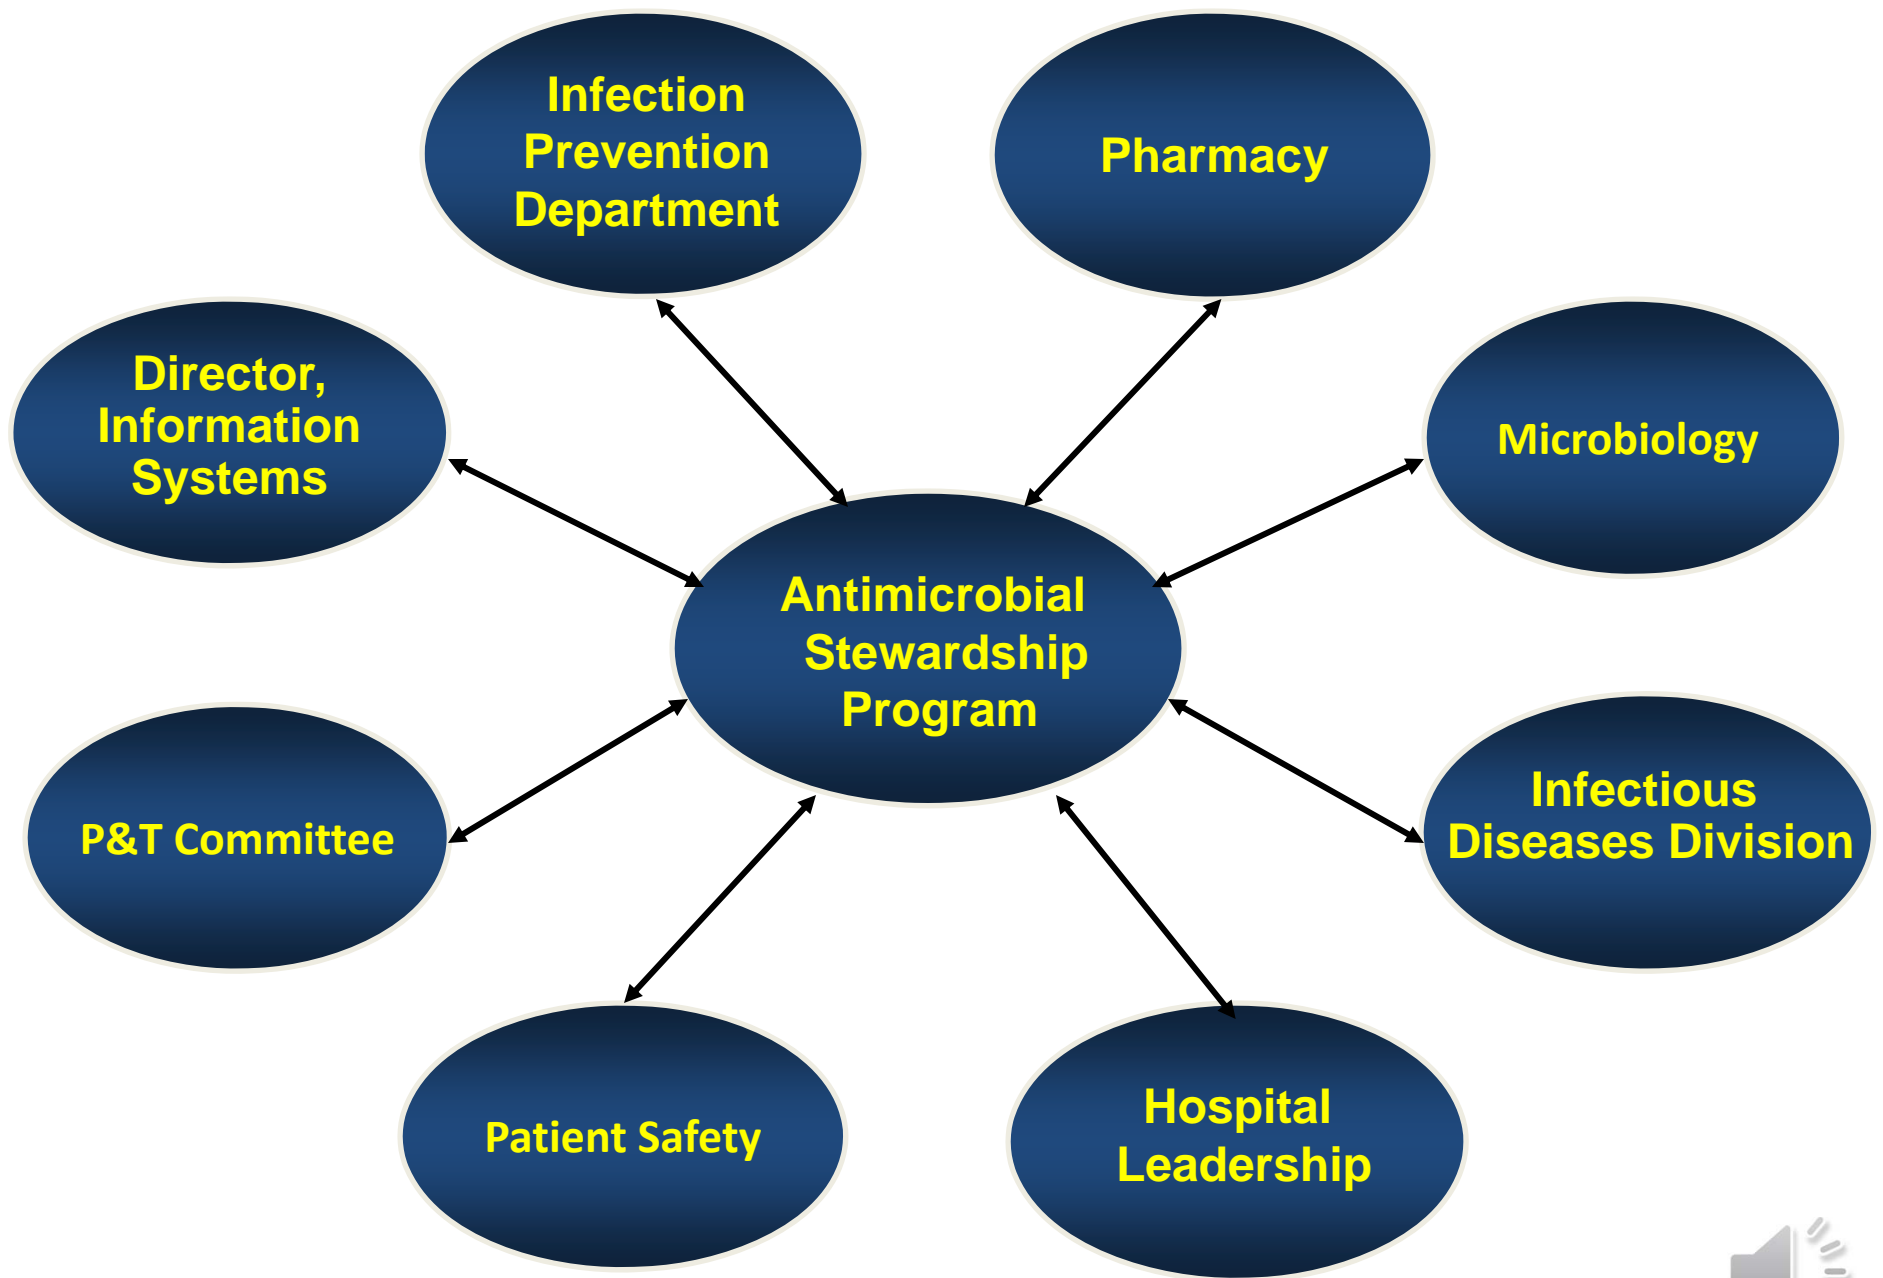 Infection
Prevention
Department
Pharmacy
Director,
Information
Systems
Microbiology
Antimicrobial
Stewardship
Program
P&T Committee
Infectious
Diseases Division
Patient Safety
Hospital
Leadership